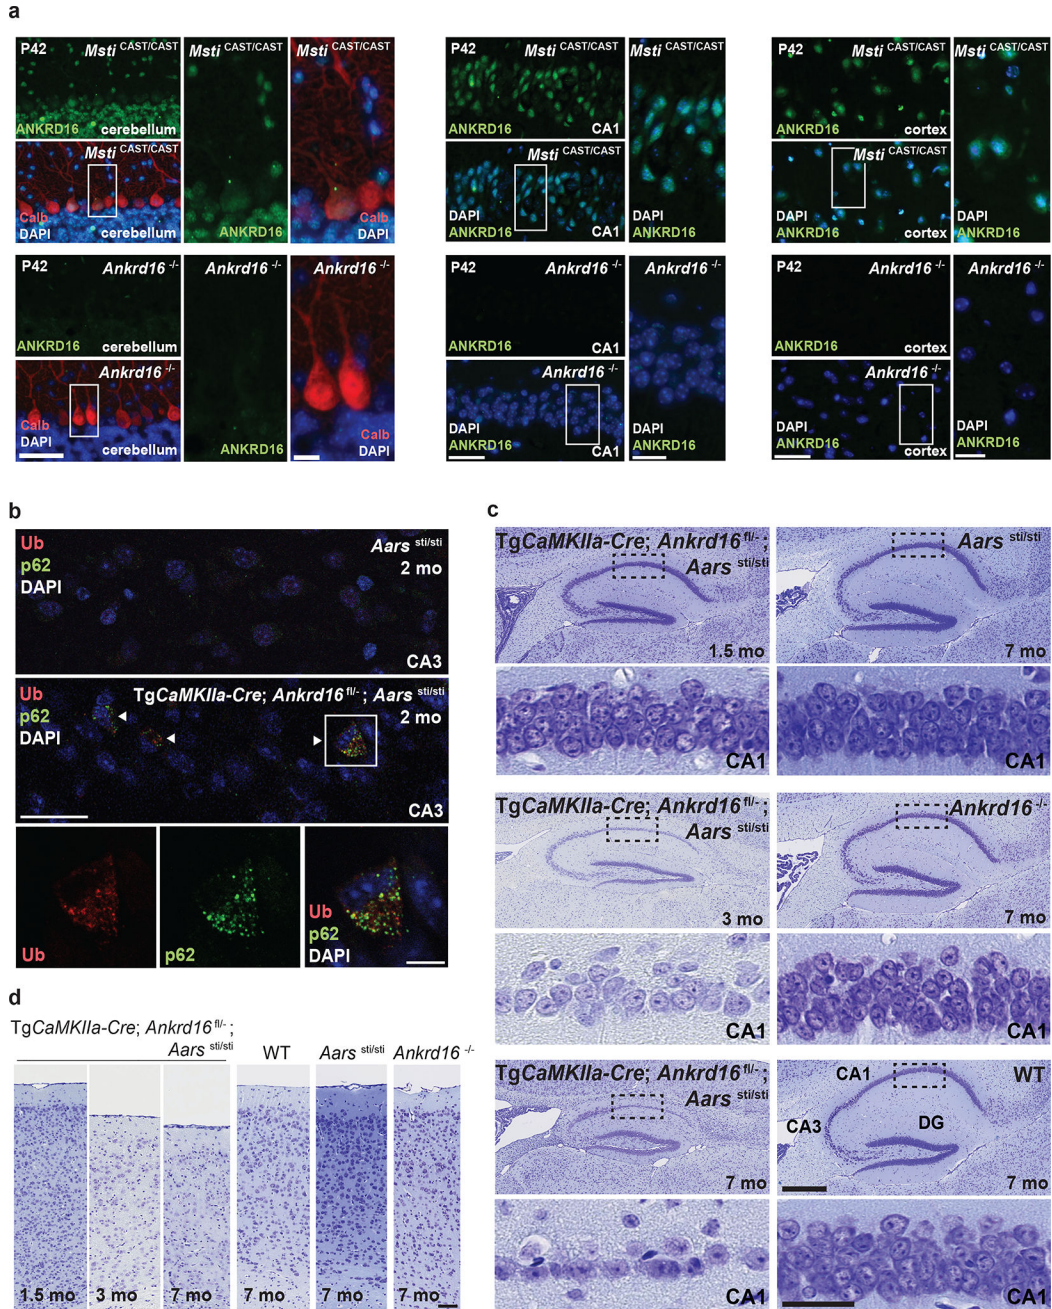 a
P42
Msti CAST/CAST
Msti CAST/CAST
Msti CAST/CAST
ANKRD16
cerebellum
Msti CAST/CAST
Calb
DAPI
cerebellum
ANKRD16
Calb
DAPI
P42
Msti CAST/CAST
Msti CAST/CAST
ANKRD16
CA1
Msti CAST/CAST
DAPI
ANKRD16
CA1
DAPI
ANKRD16
P42
Msti CAST/CAST
Msti CAST/CAST
ANKRD16
cortex
Msti CAST/CAST
DAPI
ANKRD16
cortex
DAPI
ANKRD16
P42
Ankrd16 -/-
Ankrd16 -/-
ANKRD16
cerebellum
Ankrd16 -/-
Calb
DAPI
cerebellum
ANKRD16
Calb
DAPI
P42
Ankrd16 -/-
Ankrd16 -/-
ANKRD16
CA1
Ankrd16 -/-
DAPI
ANKRD16
CA1
DAPI
ANKRD16
P42
Ankrd16 -/-
Ankrd16 -/-
ANKRD16
cortex
Ankrd16 -/-
DAPI
ANKRD16
cortex
DAPI
ANKRD16
b
Ub
p62
DAPI
Aars sti/sti
2 mo
CA3
Ub
p62
DAPI
TgCaMKIIa-Cre; Ankrd16 fl/-; Aars sti/sti
2 mo
CA3
Ub
p62
Ub
p62
DAPI
c
TgCaMKIIa-Cre; Ankrd16 fl/-;
Aars sti/sti
1.5 mo
CA1
Aars sti/sti
7 mo
CA1
TgCaMKIIa-Cre; Ankrd16 fl/-;
Aars sti/sti
3 mo
CA1
Ankrd16 -/-
7 mo
CA1
TgCaMKIIa-Cre; Ankrd16 fl/-;
Aars sti/sti
7 mo
CA1
CA1
WT
CA3
DG
7 mo
CA1
d
TgCaMKIIa-Cre; Ankrd16 fl/-;
Aars sti/sti
WT
Aars sti/sti
Ankrd16 -/-
1.5 mo
3 mo
7 mo
7 mo
7 mo
7 mo